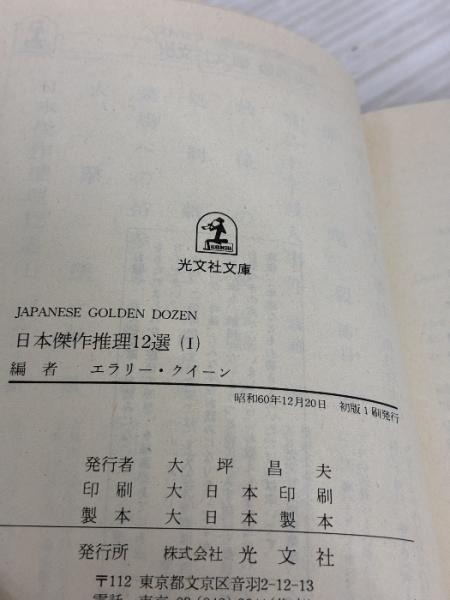 光文社文庫
JAPANESE GOLDEN DOZEN
日本傑作推理12選(I)
編者 エラリー・クイーン
昭和60年12月20日 初版1刷発行
発行者 大坪昌夫
印刷 大日本印刷
製本 大日本製本
発行所 株式会社 光文社
〒112 東京都文京区音羽2-12-13
電話 東京